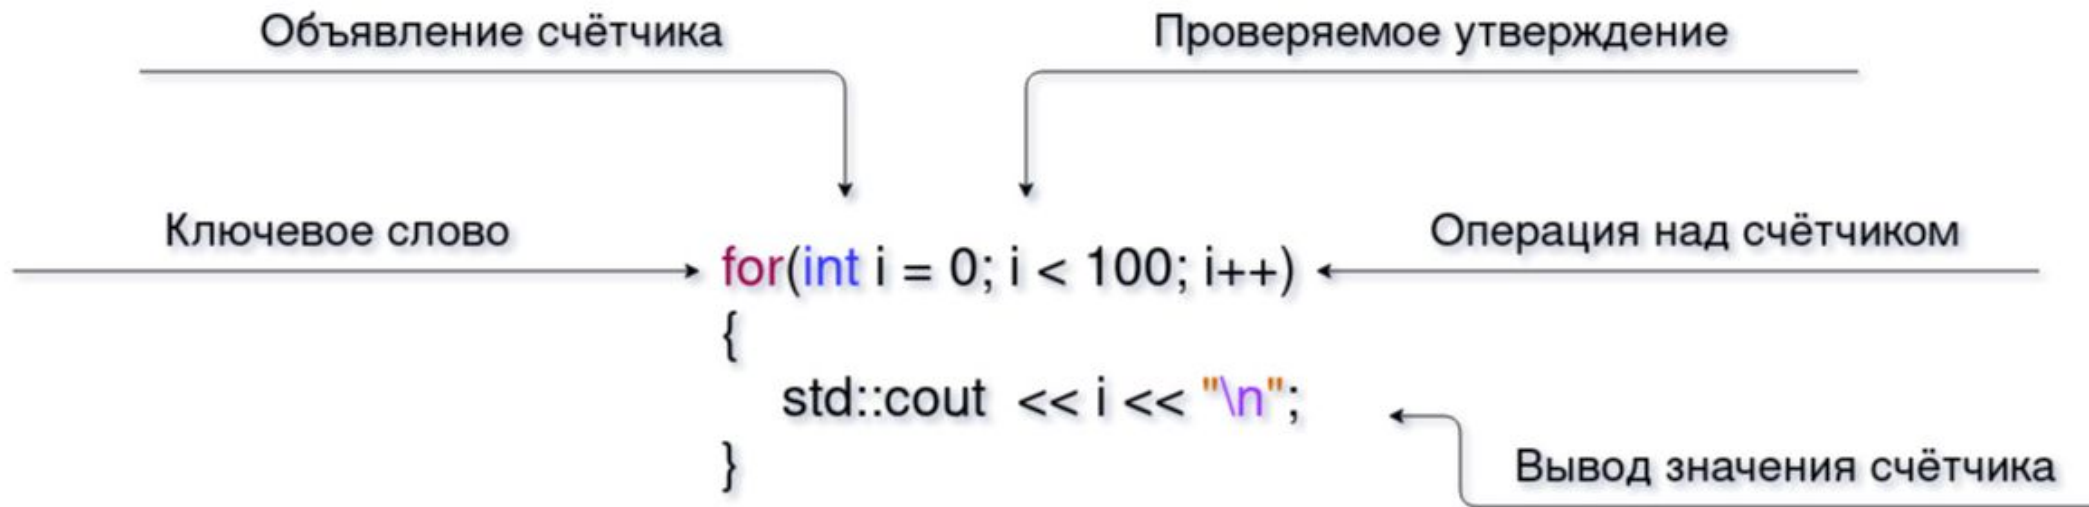 Объявление счётчика
Проверяемое утверждение
Ключевое слово
Операция над счётчиком
for(int i = 0; i < 100; i++)
{
std::cout << i << "\n";
}
Вывод значения счётчика